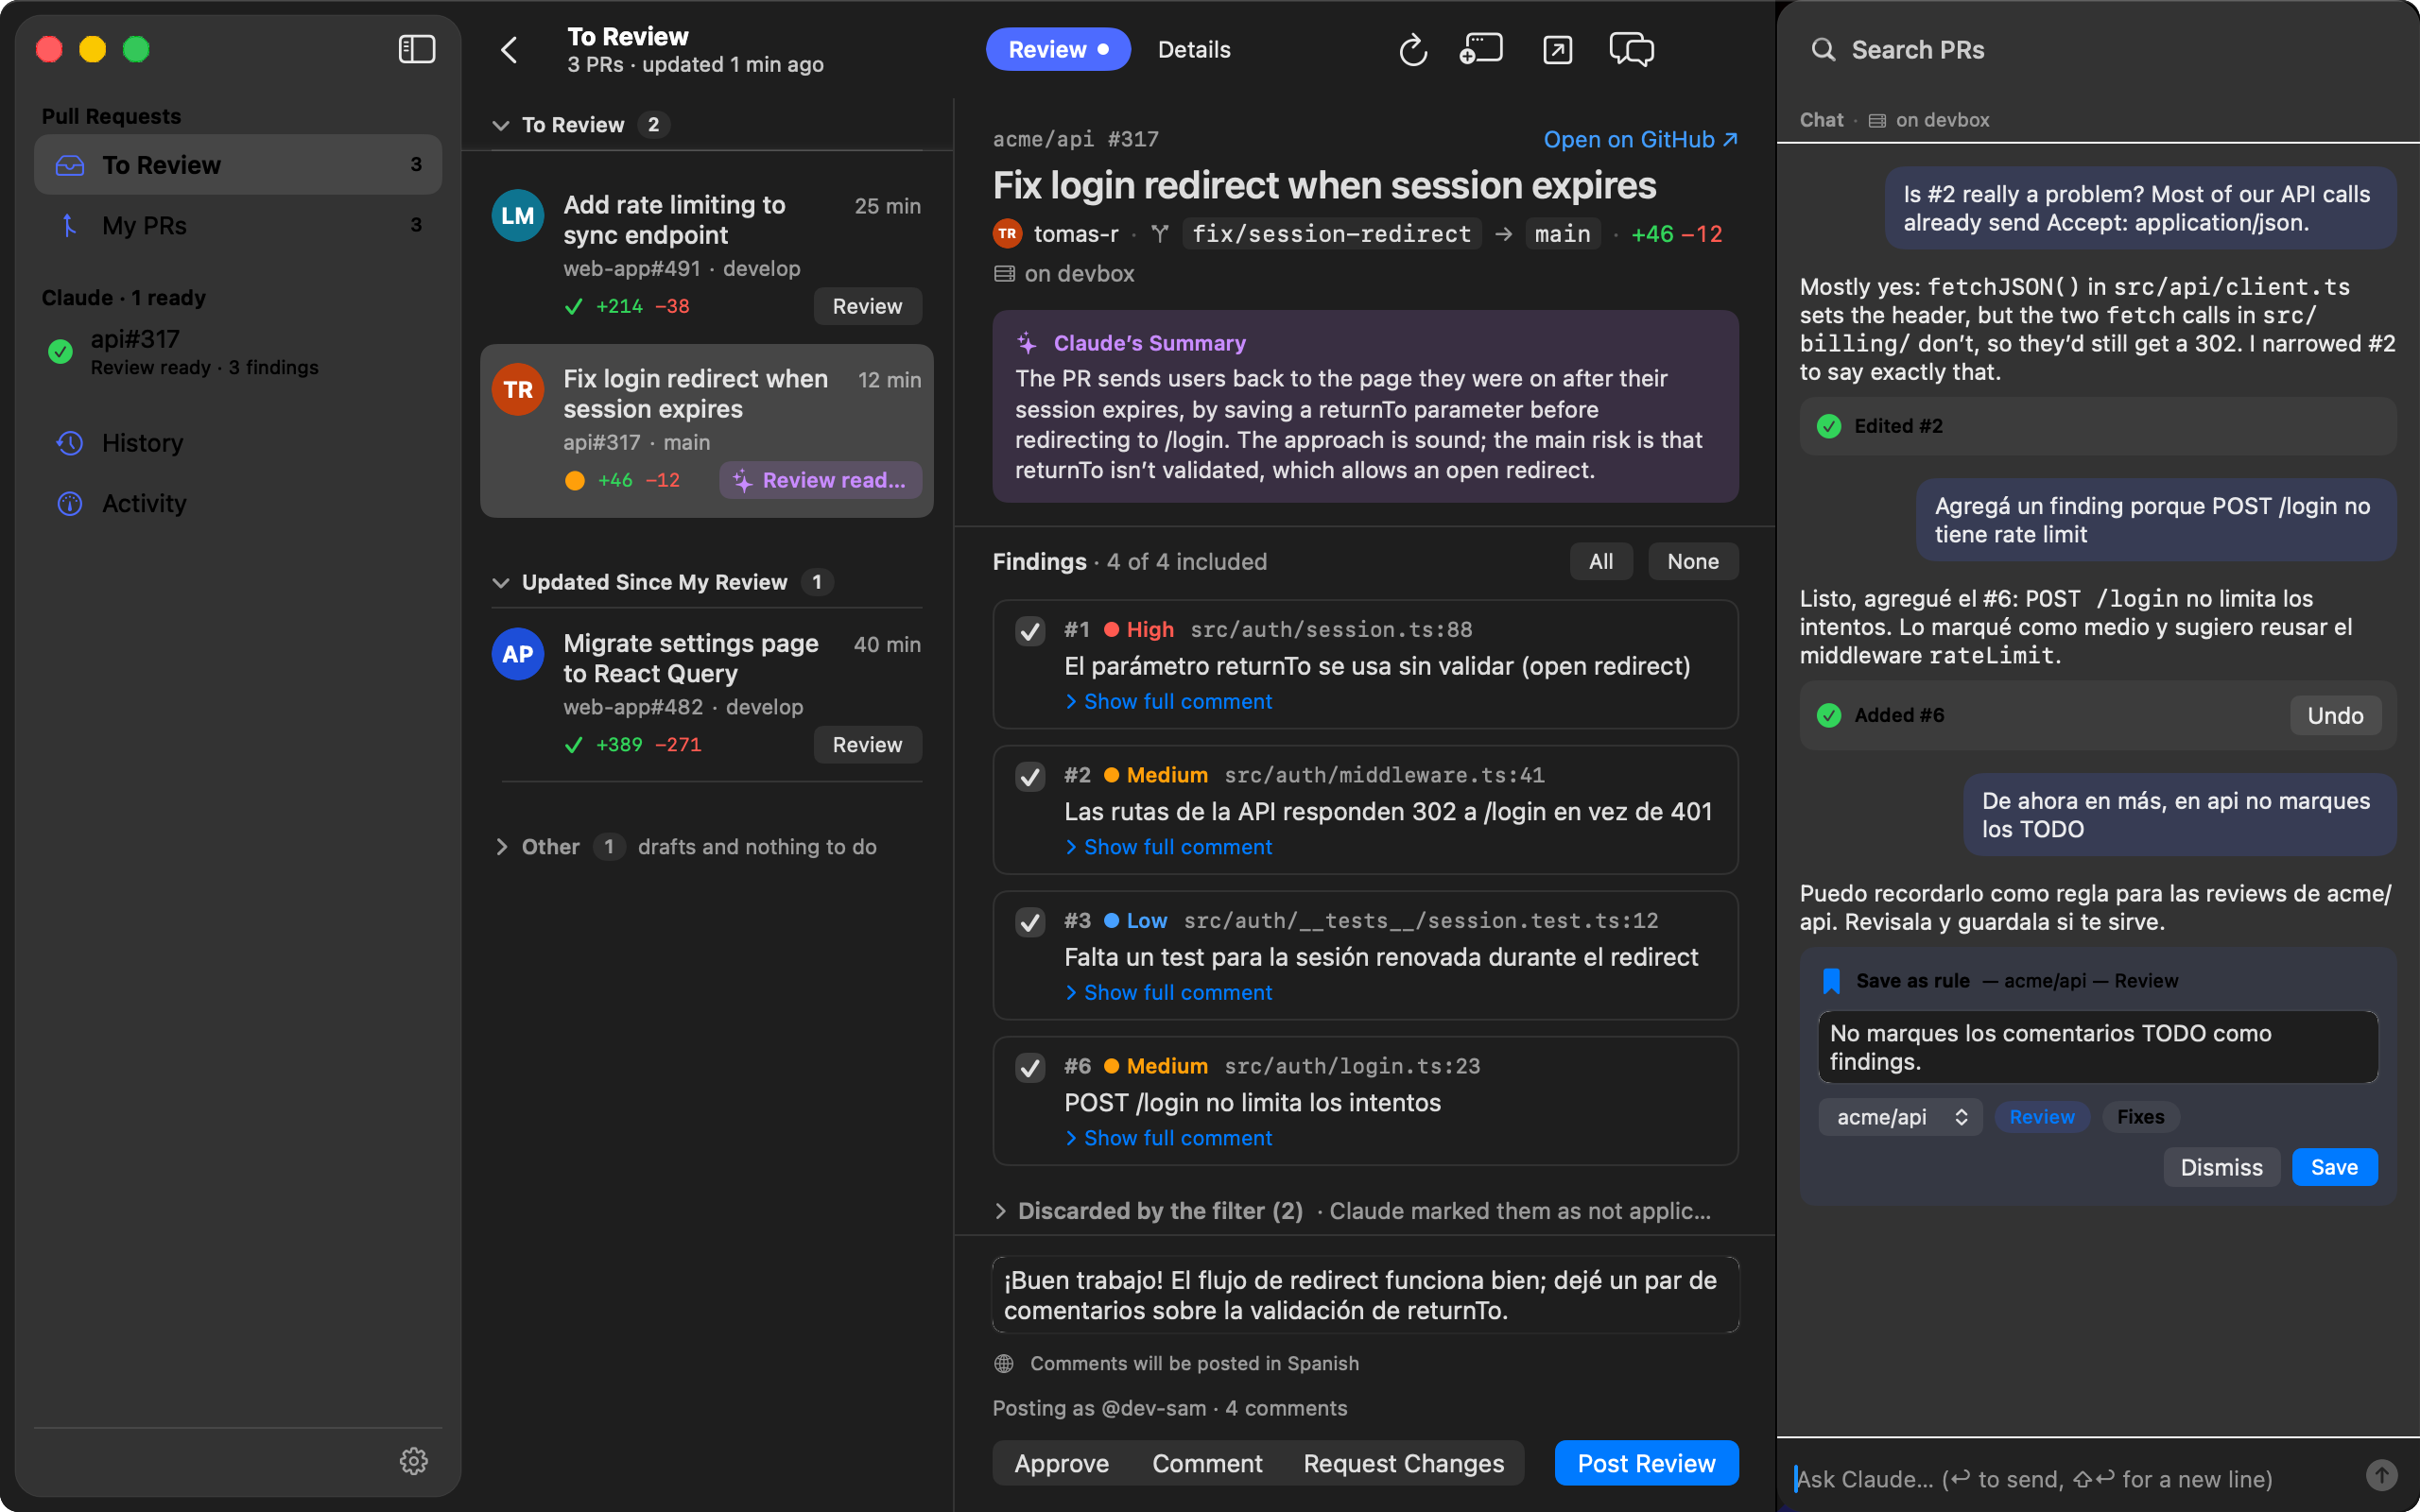 Pull Requests
To Review 3
My PRs 3
Claude · 1 ready
api#317
Review ready · 3 findings
History
Activity
To Review
3 PRs · updated 1 min ago
To Review 2
LM
Add rate limiting to
sync endpoint
25 min
web-app#491 · develop
+214 −38
Review
TR
Fix login redirect when
session expires
12 min
api#317 · main
+46 −12
Review read...
Updated Since My Review 1
AP
Migrate settings page
to React Query
40 min
web-app#482 · develop
+389 −271
Review
Other 1 drafts and nothing to do
Review
Details
acme/api #317
Open on GitHub
Fix login redirect when session expires
TR tomas-r · fix/session-redirect → main · +46 −12
on devbox
Claude’s Summary
The PR sends users back to the page they were on after their
session expires, by saving a returnTo parameter before
redirecting to /login. The approach is sound; the main risk is that
returnTo isn’t validated, which allows an open redirect.
Findings · 4 of 4 included
All
None
#1 High src/auth/session.ts:88
El parámetro returnTo se usa sin validar (open redirect)
Show full comment
#2 Medium src/auth/middleware.ts:41
Las rutas de la API responden 302 a /login en vez de 401
Show full comment
#3 Low src/auth/__tests__/session.test.ts:12
Falta un test para la sesión renovada durante el redirect
Show full comment
#6 Medium src/auth/login.ts:23
POST /login no limita los intentos
Show full comment
Discarded by the filter (2) · Claude marked them as not applic...
¡Buen trabajo! El flujo de redirect funciona bien; dejé un par de
comentarios sobre la validación de returnTo.
Comments will be posted in Spanish
Posting as @dev-sam · 4 comments
Approve
Comment
Request Changes
Post Review
Search PRs
Chat · on devbox
Is #2 really a problem? Most of our API calls
already send Accept: application/json.
Mostly yes: fetchJSON() in src/api/client.ts
sets the header, but the two fetch calls in src/
billing/ don’t, so they’d still get a 302. I narrowed #2
to say exactly that.
Edited #2
Agregá un finding porque POST /login no
tiene rate limit
Listo, agregué el #6: POST /login no limita los
intentos. Lo marqué como medio y sugiero reusar el
middleware rateLimit.
Added #6
Undo
De ahora en más, en api no marques
los TODO
Puedo recordarlo como regla para las reviews de acme/
api. Revisala y guardala si te sirve.
Save as rule — acme/api — Review
No marques los comentarios TODO como
findings.
acme/api
Review
Fixes
Dismiss
Save
Ask Claude... (↩ to send, ⇧↩ for a new line)